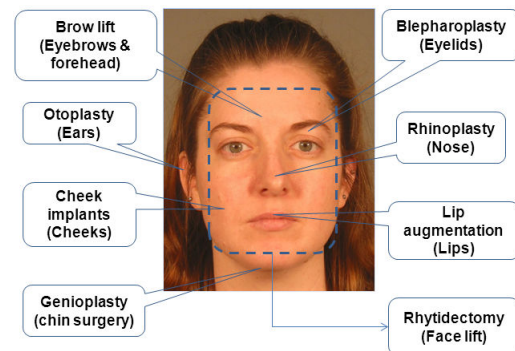 Brow lift
(Eyebrows &
forehead)
Blepharoplasty
(Eyelids)
Otoplasty
(Ears)
Rhinoplasty
(Nose)
Cheek
implants
(Cheeks)
Lip
augmentation
(Lips)
Genioplasty
(chin surgery)
Rhytidectomy
(Face lift)